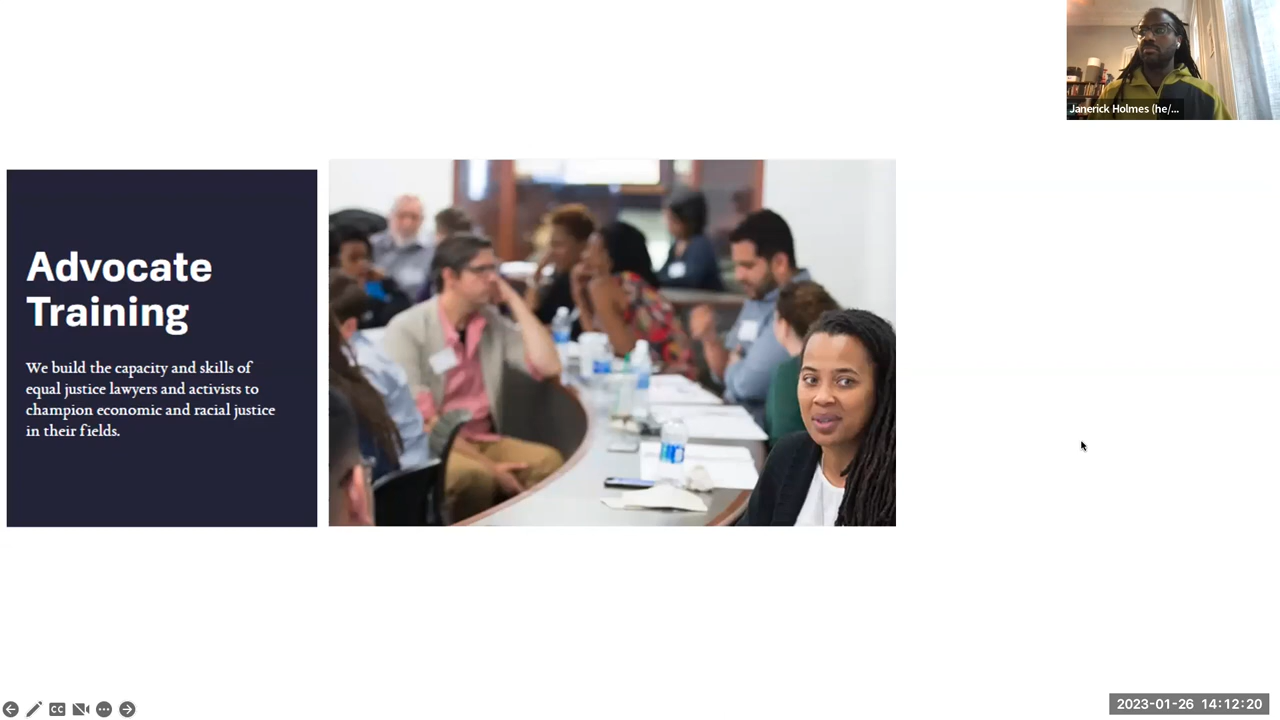 Janerick Holmes (he/...
Advocate
Training
We build the capacity and skills of
equal justice lawyers and activists to
champion economic and racial justice
in their fields.
CC
2023-01-26 14:12:20